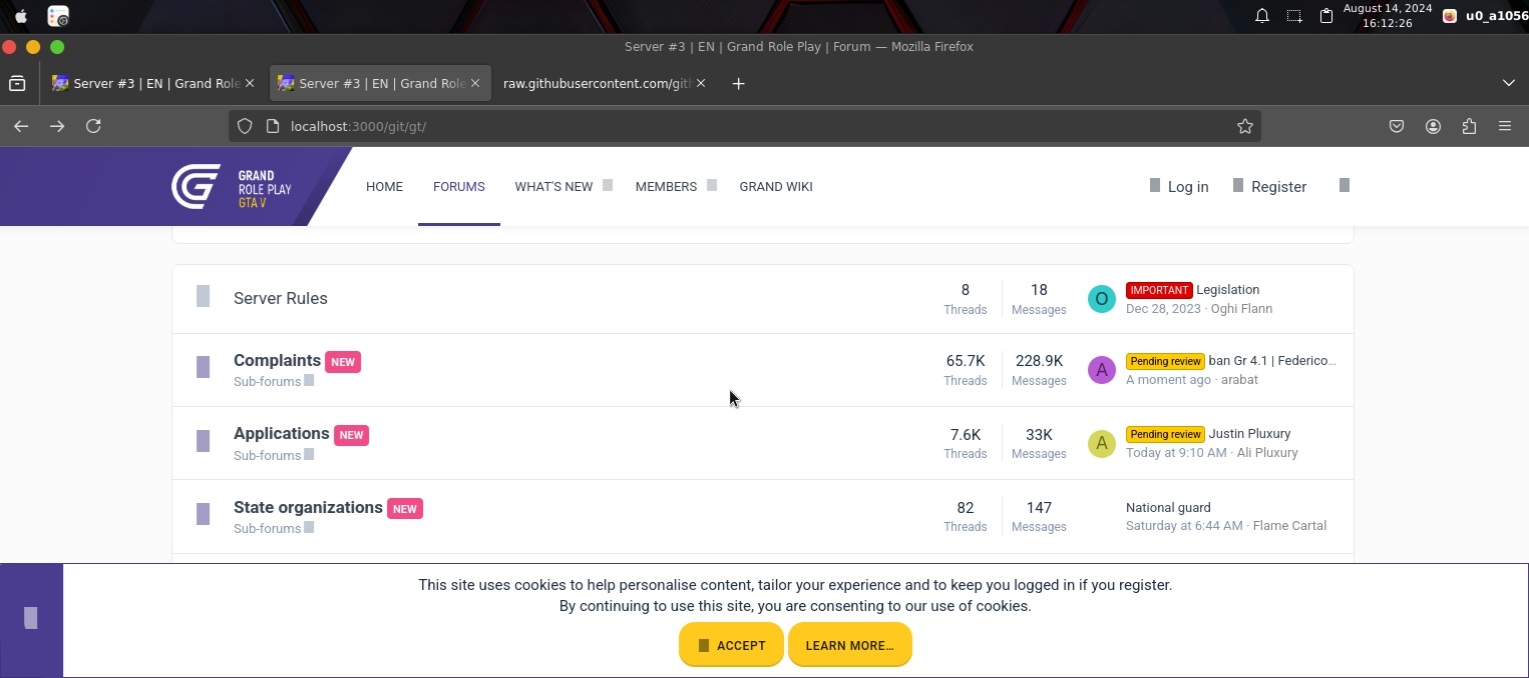 August 14, 2024
16:12:26
u0_a1056
Server #3 | EN | Grand Role Play | Forum — Mozilla Firefox
Server #3 | EN | Grand Role
Server #3 | EN | Grand Role
raw.githubusercontent.com/git
localhost:3000/git/gt/
GRAND
ROLE PLAY
GTA V
HOME
FORUMS
WHAT'S NEW
MEMBERS
GRAND WIKI
Log in
Register
Server Rules
8
Threads
18
Messages
O
IMPORTANT Legislation
Dec 28, 2023 · Oghi Flann
Complaints NEW
Sub-forums
65.7K
Threads
228.9K
Messages
A
Pending review ban Gr 4.1 | Federico...
A moment ago · arabat
Applications NEW
Sub-forums
7.6K
Threads
33K
Messages
A
Pending review Justin Pluxury
Today at 9:10 AM · Ali Pluxury
State organizations NEW
Sub-forums
82
Threads
147
Messages
National guard
Saturday at 6:44 AM · Flame Cartal
This site uses cookies to help personalise content, tailor your experience and to keep you logged in if you register.
By continuing to use this site, you are consenting to our use of cookies.
ACCEPT
LEARN MORE...